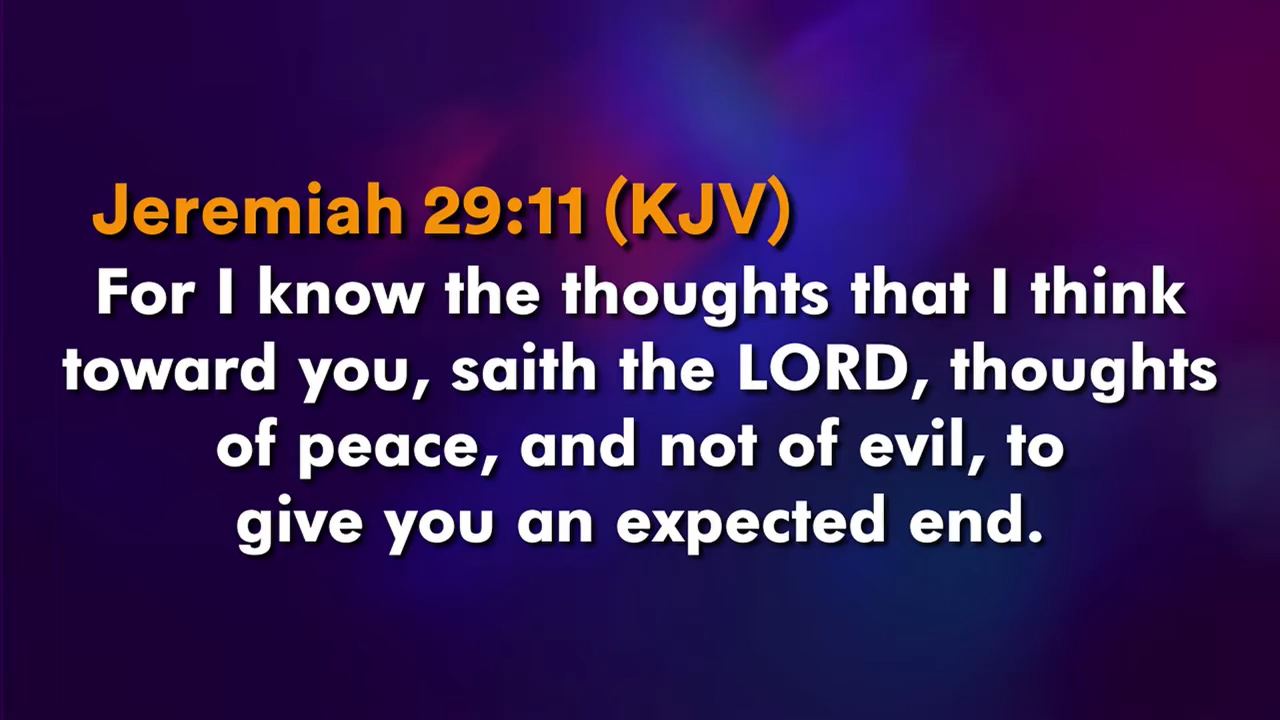 Jeremiah 29:11 (KJV)
For I know the thoughts that I think
toward you, saith the LORD, thoughts
of peace, and not of evil, to
give you an expected end.